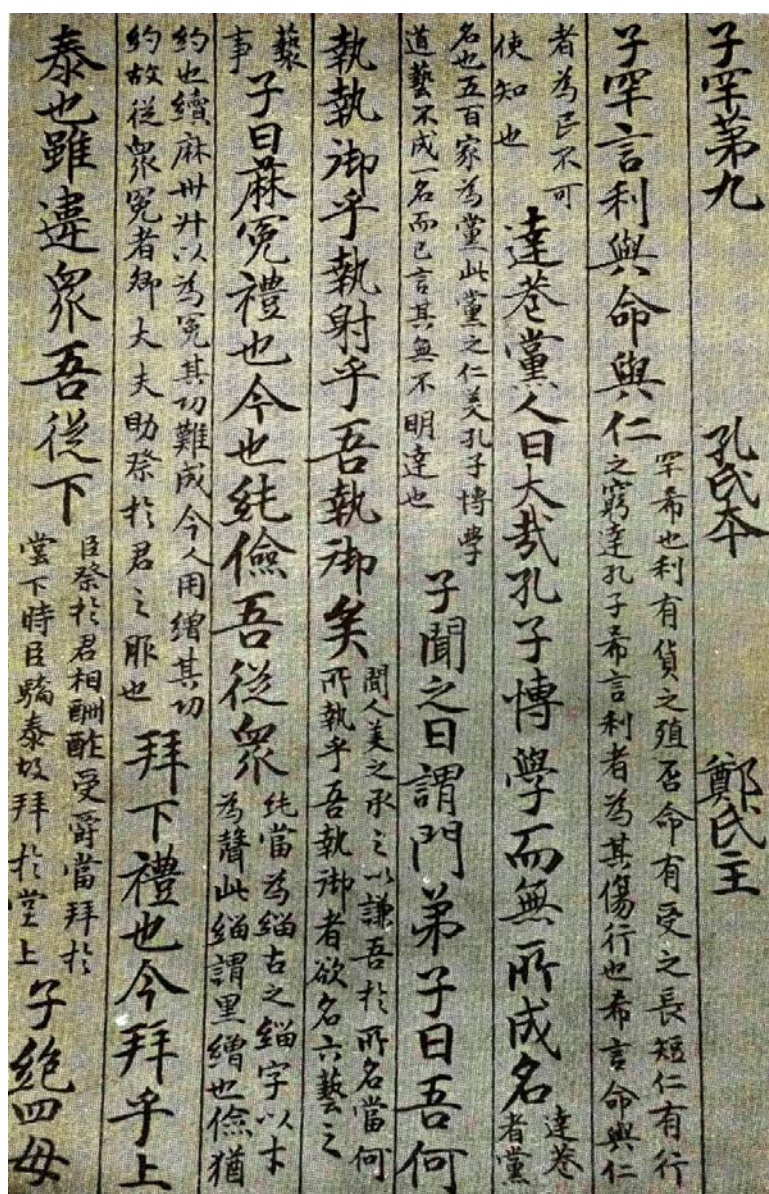 子罕第九 孔氏本 鄭氏主
子罕言利與命與仁
罕希也利有貨之殖否命有受之長短仁有行
之窮達孔子希言利者為其傷行也希言命與仁
者為民不可
使知也
達巷黨人曰大哉孔子博學而無所成名
達巷
者黨
名也五百家為黨此黨之仁美孔子博學
道藝不成一名而已言其無不明達也
子聞之曰謂門弟子曰吾何
執執御乎執射乎吾執御矣
聞人美之承之以謙吾於所名當何
所執乎吾執御者欲名六藝之
藝
事
子曰麻冕禮也今也純儉吾從眾
純當為緇古之緇字以才
為聲此緇謂黑繒也儉猶
約也續麻卅升以為冕其功難成今人用繒其功
約故從眾冕者卿大夫助祭於君之服也
拜下禮也今拜乎上
泰也雖違眾吾從下
臣祭於君相酬酢受爵當拜於
堂下時臣驕泰故拜於堂上
子絕四毋